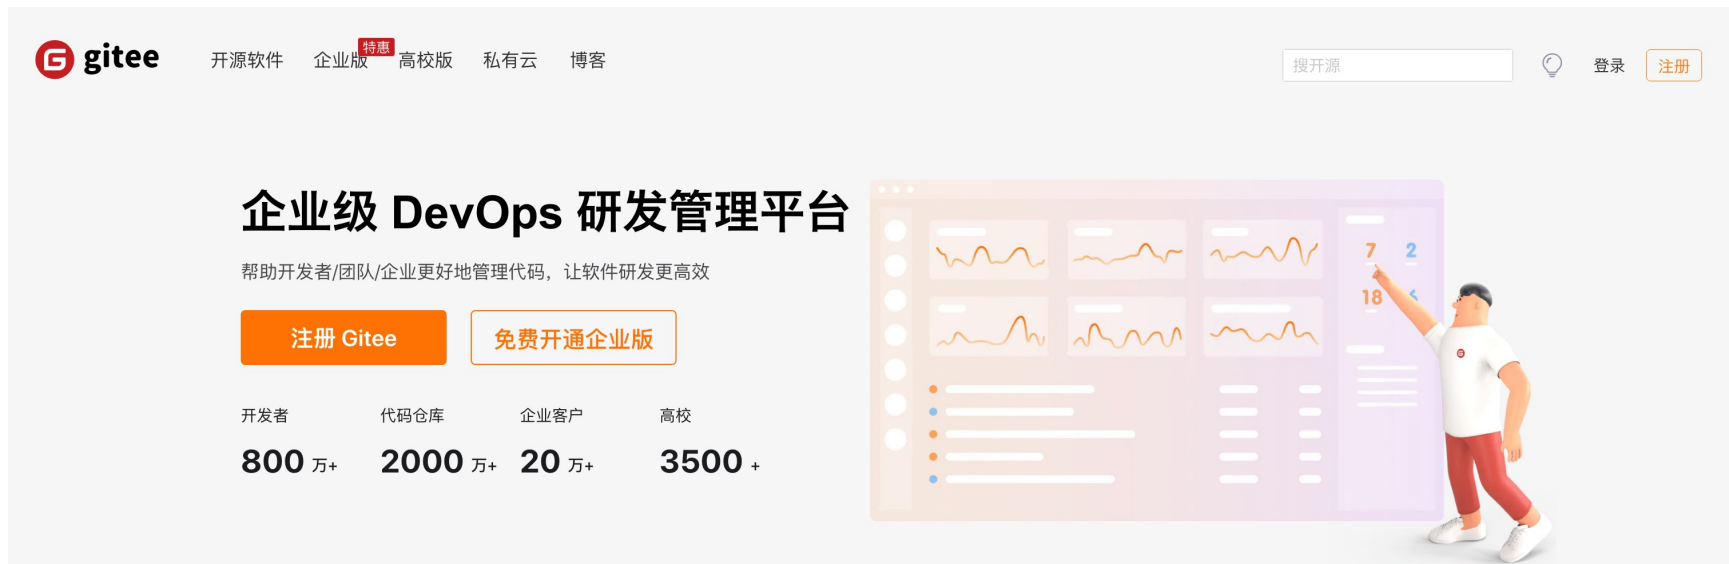 gitee 开源软件 企业版 特惠 高校版 私有云 博客 搜开源 登录 注册
企业级 DevOps 研发管理平台
帮助开发者/团队/企业更好地管理代码，让软件研发更高效
注册 Gitee 免费开通企业版
开发者 代码仓库 企业客户 高校
800 万+ 2000 万+ 20 万+ 3500 +
7 2
18 6